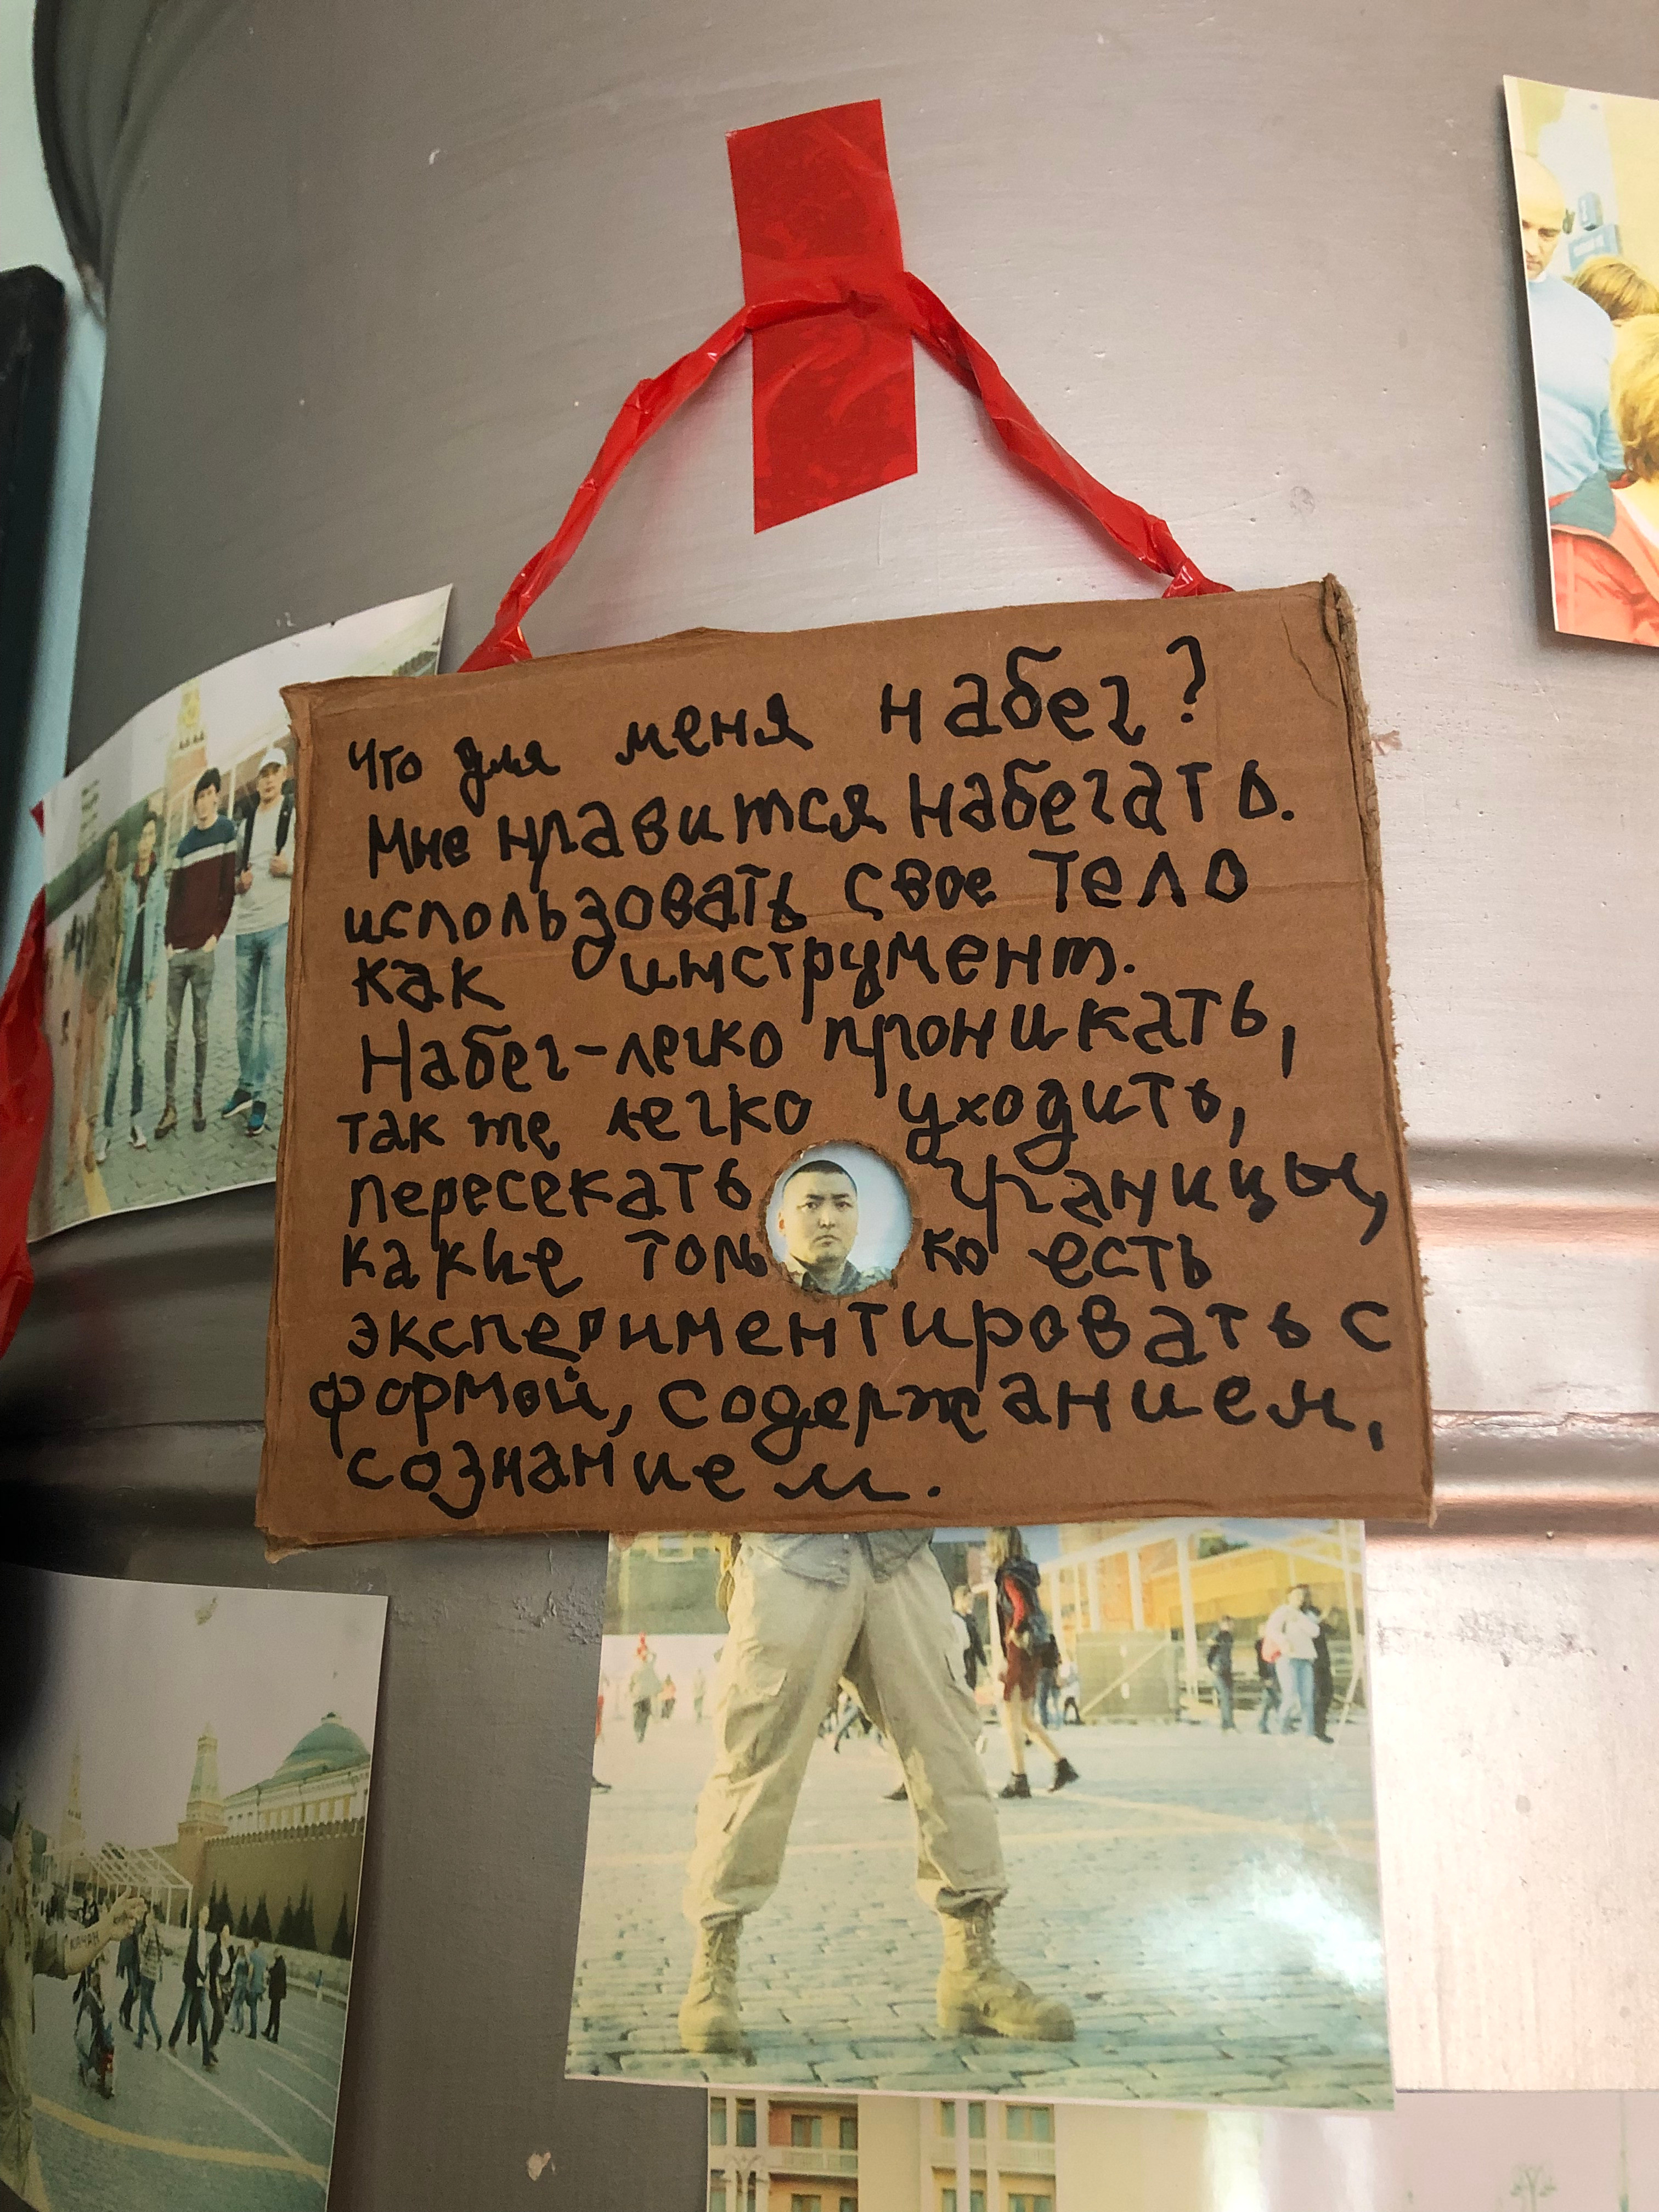 Что для меня набег?
Мне нравится набегать.
использовать свое тело
как инструмент.
Набег-легко проникать,
так же легко уходить,
пересекать границы,
какие только есть
экспериментировать с
формой, содержанием,
сознанием.
КАЧАН